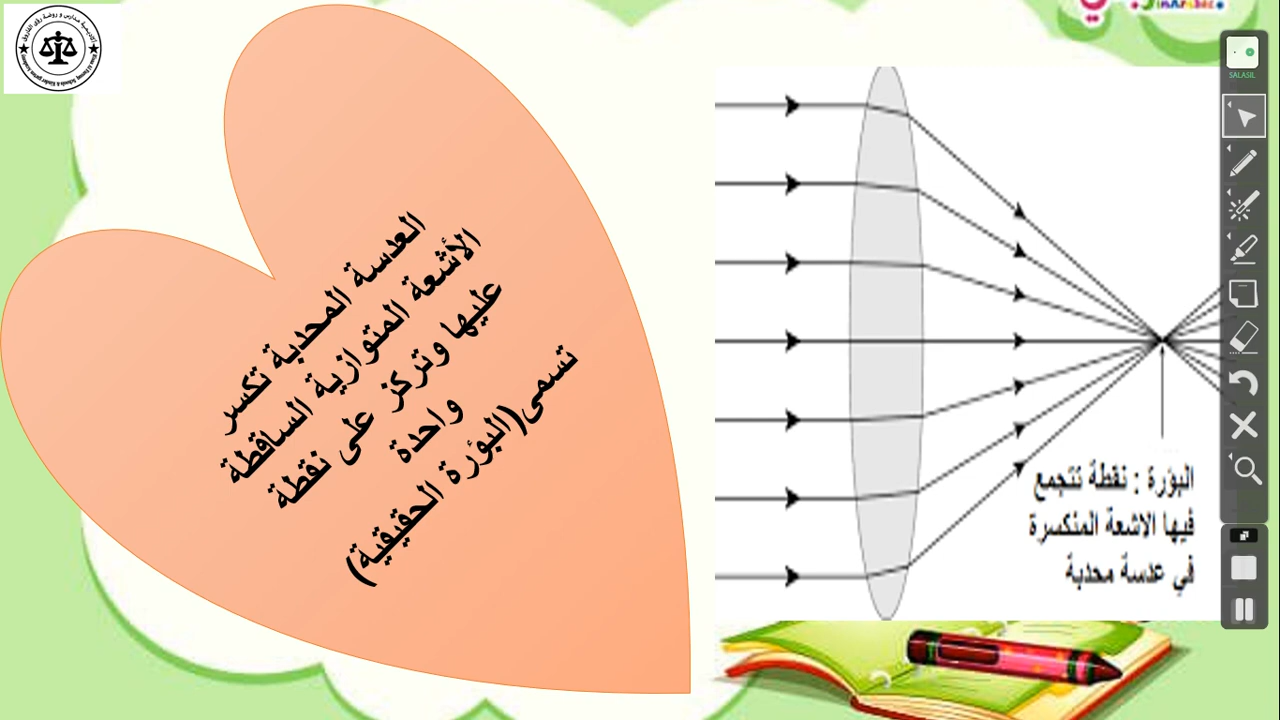 العدسة المحدبة تكسر
الأشعة المتوازية الساقطة
عليها وتركز على نقطة
واحدة
تسمى(البؤرة الحقيقية)
البؤرة : نقطة تتجمع
فيها الاشعة المنكسرة
في عدسة محدبة
SALASIL